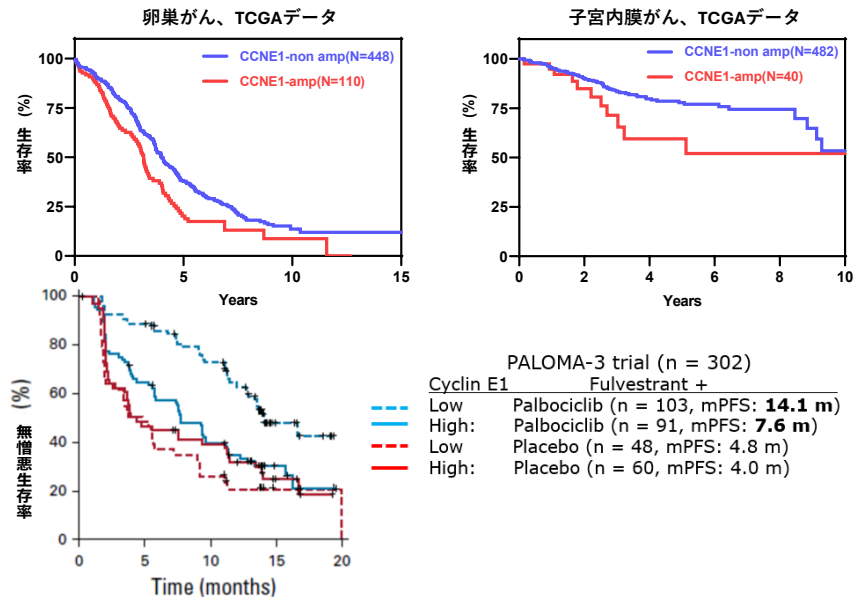 卵巣がん、TCGAデータ
CCNE1-non amp(N=448)
CCNE1-amp(N=110)
生存率 (%)
100
75
50
25
0
0 5 10 15
Years
子宮内膜がん、TCGAデータ
CCNE1-non amp(N=482)
CCNE1-amp(N=40)
生存率 (%)
100
75
50
25
0
0 2 4 6 8 10
Years
無憎悪生存率 (%)
100
80
60
40
20
0
0 5 10 15 20
Time (months)
PALOMA-3 trial (n = 302)
Cyclin E1 Fulvestrant +
Low Palbociclib (n = 103, mPFS: 14.1 m)
High: Palbociclib (n = 91, mPFS: 7.6 m)
Low Placebo (n = 48, mPFS: 4.8 m)
High: Placebo (n = 60, mPFS: 4.0 m)